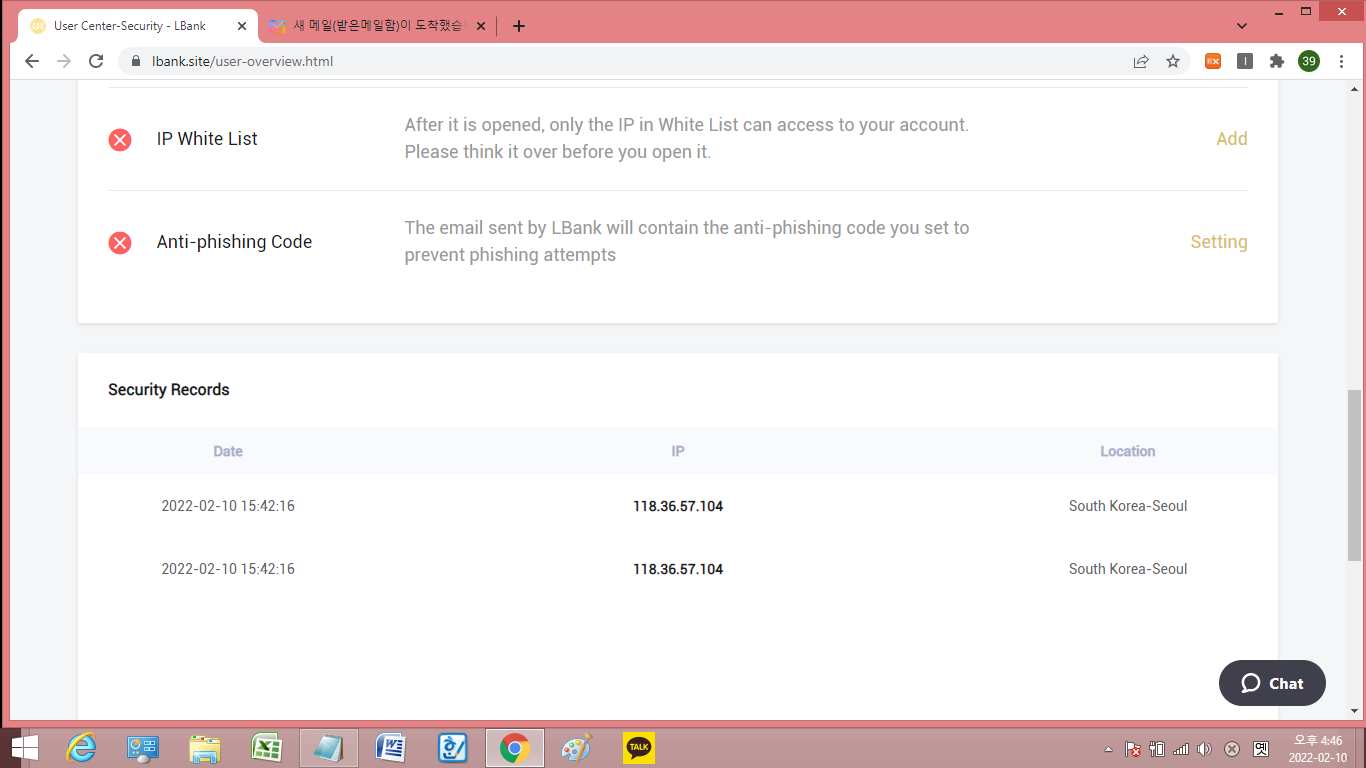 User Center-Security - LBank
새 메일(받은메일함)이 도착했습
lbank.site/user-overview.html
39
IP White List
After it is opened, only the IP in White List can access to your account.
Please think it over before you open it.
Add
Anti-phishing Code
The email sent by LBank will contain the anti-phishing code you set to
prevent phishing attempts
Setting
Security Records
Date
IP
Location
2022-02-10 15:42:16
118.36.57.104
South Korea-Seoul
2022-02-10 15:42:16
118.36.57.104
South Korea-Seoul
Chat
TALK
오후 4:46
2022-02-10